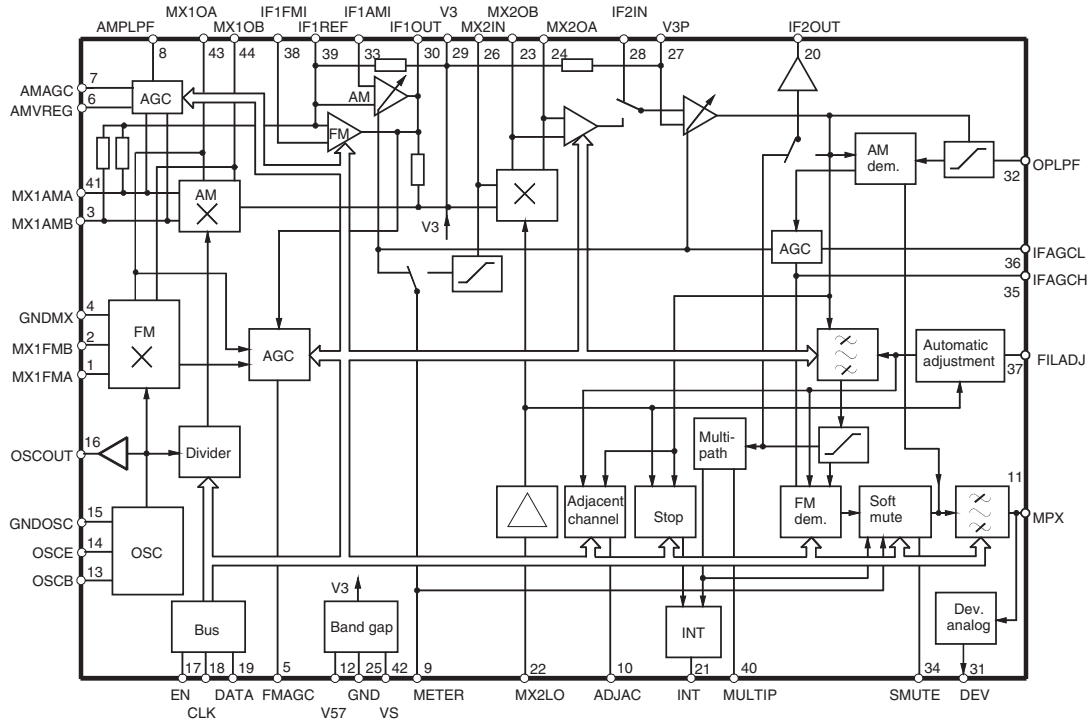 MX1OA IF1FMI IF1AMI V3 MX2OB IF2IN V3P IF2OUT
AMPLPF MX1OB IF1REF IF1OUT MX2IN MX2OA
8 43 44 38 39 33 30 29 26 23 24 28 27 20
7
AMAGC
6
AMVREG
AGC
AM
FM
AM
dem.
OPLPF
32
41
MX1AMA
3
MX1AMB
AM
V3
AGC
IFAGCL
36
IFAGCH
35
4
GNDMX
2
MX1FMB
1
MX1FMA
FM
AGC
Automatic
adjustment
FILADJ
37
16
OSCOUT
Divider
Multi-
path
11
15
GNDOSC
14
OSCE
13
OSCB
OSC
Adjacent
channel
Stop
FM
dem.
Soft
mute
MPX
V3
Bus
Band gap
INT
Dev.
analog
17 18 19 5 12 25 42 9 22 10 21 40 34 31
EN DATA FMAGC GND METER MX2LO ADJAC INT MULTIP SMUTE DEV
CLK V57 VS